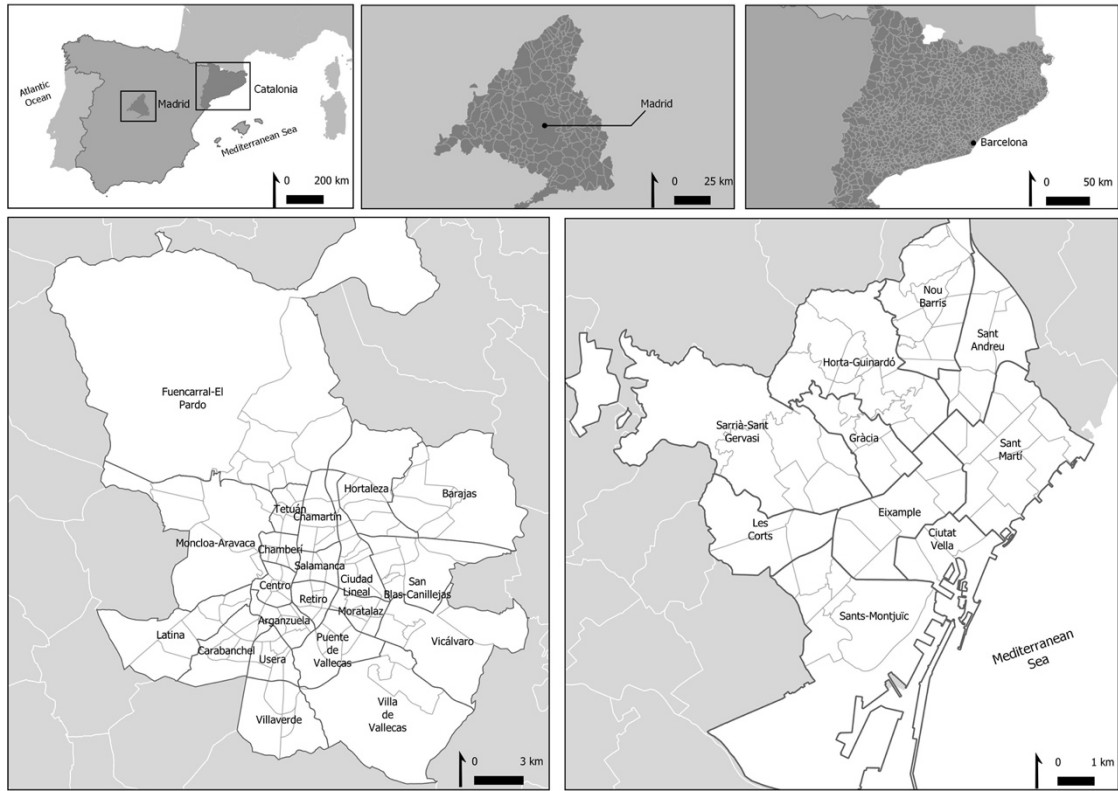 Atlantic
Ocean
Madrid
Catalonia
Mediterranean Sea
0 200 km
Madrid
0 25 km
Barcelona
0 50 km
Fuencarral-El
Pardo
Hortaleza
Barajas
Tetuán
Chamartín
Moncloa-Aravaca
Chamberí
Salamanca
Ciudad
Lineal
San
Blas-Canillejas
Centro
Retiro
Moratalaz
Arganzuela
Latina
Carabanchel
Usera
Puente
de
Vallecas
Vicálvaro
Villaverde
Villa
de
Vallecas
0 3 km
Nou
Barris
Sant
Andreu
Horta-Guinardó
Sarrià-Sant
Gervasi
Gràcia
Sant
Martí
Les
Corts
Eixample
Ciutat
Vella
Sants-Montjuïc
Mediterranean
Sea
0 1 km